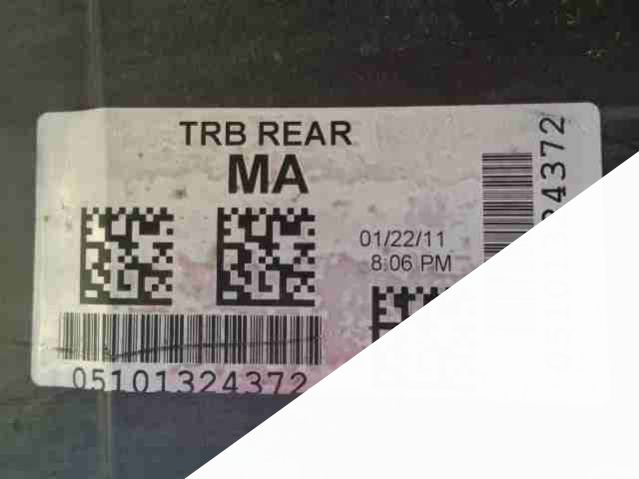 TRB REAR
MA
01/22/11
8:06 PM
05101324372